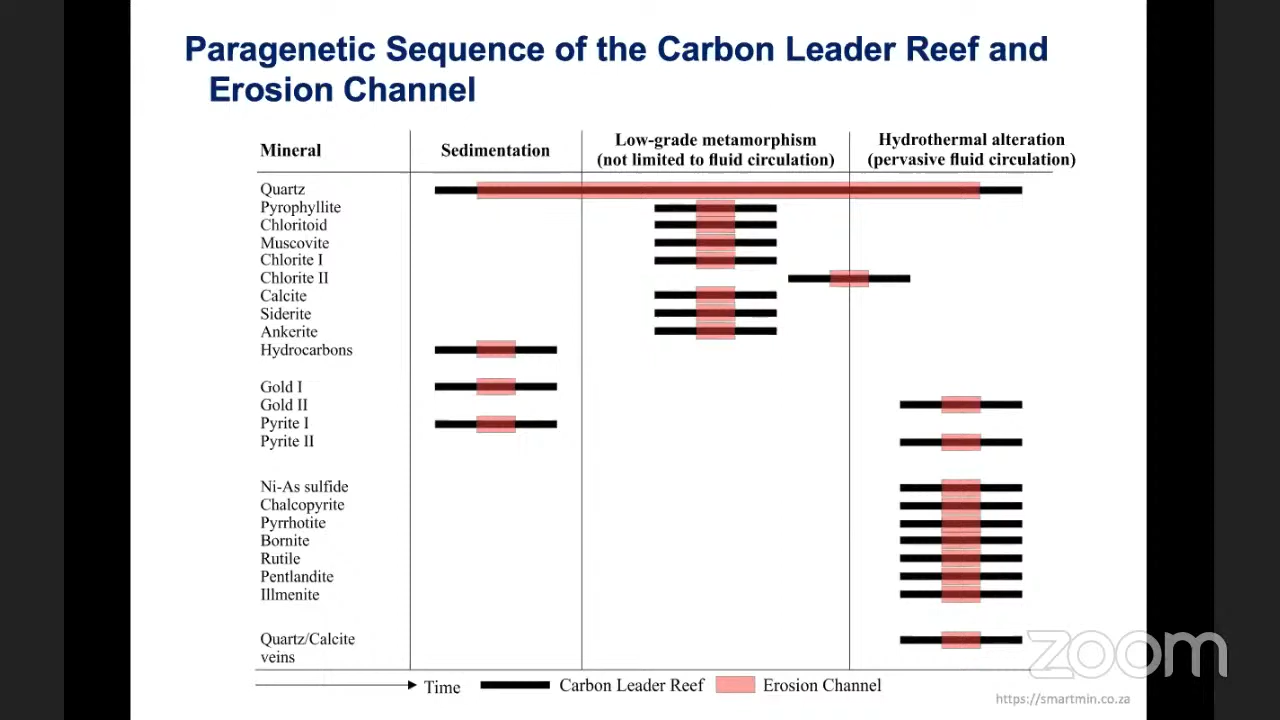 Paragenetic Sequence of the Carbon Leader Reef and
Erosion Channel
Mineral
Sedimentation
Low-grade metamorphism
(not limited to fluid circulation)
Hydrothermal alteration
(pervasive fluid circulation)
Quartz
Pyrophyllite
Chloritoid
Muscovite
Chlorite I
Chlorite II
Calcite
Siderite
Ankerite
Hydrocarbons
Gold I
Gold II
Pyrite I
Pyrite II
Ni-As sulfide
Chalcopyrite
Pyrrhotite
Bornite
Rutile
Pentlandite
Illmenite
Quartz/Calcite
veins
Time
Carbon Leader Reef
Erosion Channel
zoom
https://smartmin.co.za